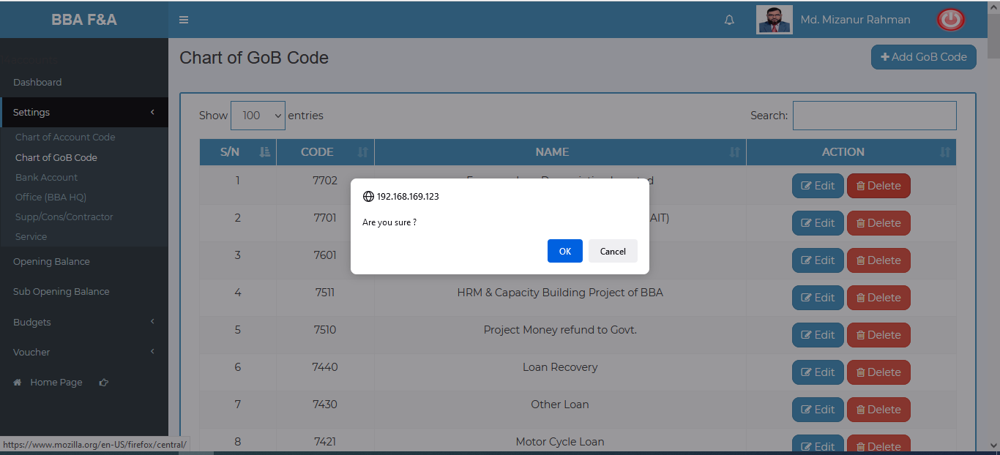 BBA F&A
Md. Mizanur Rahman
Dashboard
Settings
Chart of Account Code
Chart of GoB Code
Bank Account
Office (BBA HQ)
Supp/Cons/Contractor
Service
Opening Balance
Sub Opening Balance
Budgets
Voucher
Home Page
https://www.mozilla.org/en-US/firefox/central/
Chart of GoB Code
Add GoB Code
Show 100 entries
Search:
S/N CODE NAME ACTION
1 7702 Edit Delete
2 7701 AIT) Edit Delete
3 7601 Edit Delete
4 7511 HRM & Capacity Building Project of BBA Edit Delete
5 7510 Project Money refund to Govt. Edit Delete
6 7440 Loan Recovery Edit Delete
7 7430 Other Loan Edit Delete
8 7421 Motor Cycle Loan Edit Delete
192.168.169.123
Are you sure ?
OK Cancel